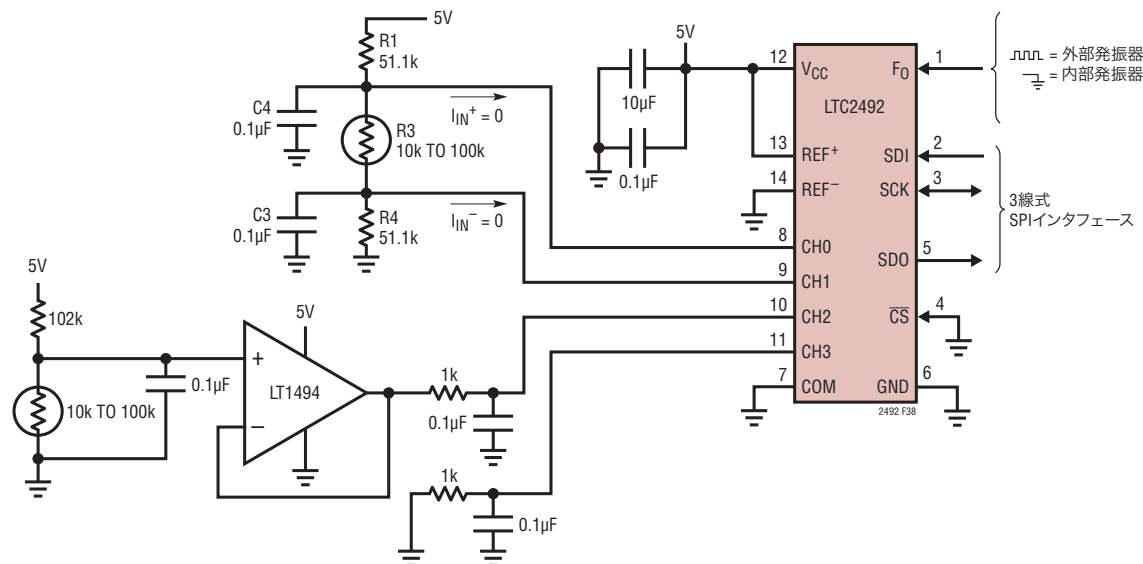 5V
R1
51.1k
C4
0.1µF
IIN+ = 0
R3
10k TO 100k
C3
0.1µF
IIN– = 0
R4
51.1k
5V
10µF
0.1µF
12
VCC
13
REF+
14
REF–
8
CH0
9
CH1
10
CH2
11
CH3
7
COM
LTC2492
FO
1
SDI
2
SCK
3
SDO
5
CS
4
GND
6
2492 F38
= 外部発振器
= 内部発振器
3線式
SPIインタフェース
5V
102k
10k TO 100k
0.1µF
5V
+
–
LT1494
1k
0.1µF
1k
0.1µF